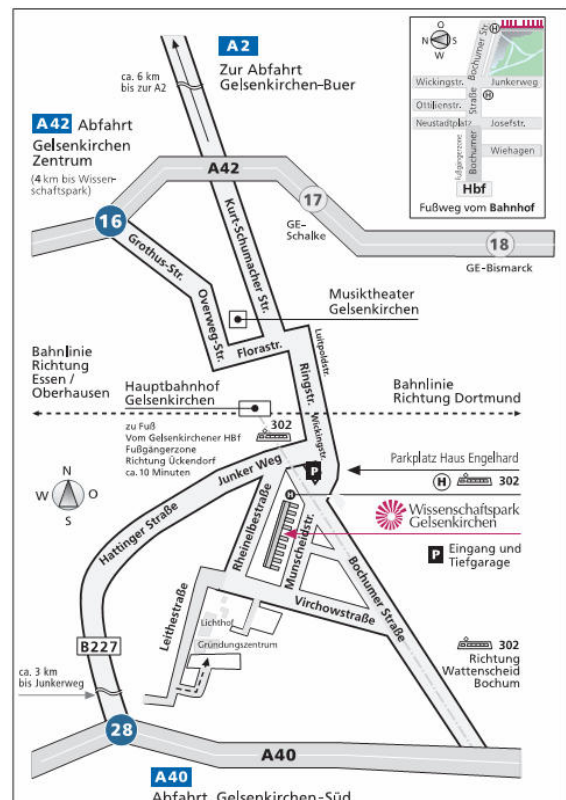 A2
Zur Abfahrt
Gelsenkirchen-Buer
ca. 6 km
bis zur A2
A42 Abfahrt
Gelsenkirchen
Zentrum
(4 km bis Wissen-
schaftspark)
O
N S
W
Bochumer Str.
H
Wickingstr.
Junkerweg
H
Ottilienstr.
Straße
Neustadtplatz
Josefstr.
Bochumer
Fußgängerzone
Wiehagen
Hbf
Fußweg vom Bahnhof
A42
16
17
GE-
Schalke
18
GE-Bismarck
Grothus-Str.
Kurt-Schumacher Str.
Overweg-Str.
Musiktheater
Gelsenkirchen
Florastr.
Luitpoldstr.
Ringstr.
Bahnlinie
Richtung
Essen /
Oberhausen
Hauptbahnhof
Gelsenkirchen
Bahnlinie
Richtung Dortmund
zu Fuß
Vom Gelsenkirchener HBf
Fußgängerzone
Richtung Ückendorf
ca. 10 Minuten
302
Wickingstr.
Parkplatz Haus Engelhard
P
H 302
Junker Weg
N
W O
S
Hattinger Straße
Rheinelbestraße
H
Munscheidstr.
Wissenschaftspark
Gelsenkirchen
P Eingang und
Tiefgarage
Bochumer Straße
Virchowstraße
Leithestraße
Lichthof
Gründungszentrum
B227
302
Richtung
Wattenscheid
Bochum
ca. 3 km
bis Junkerweg
28
A40
A40
Abfahrt Gelsenkirchen-Süd